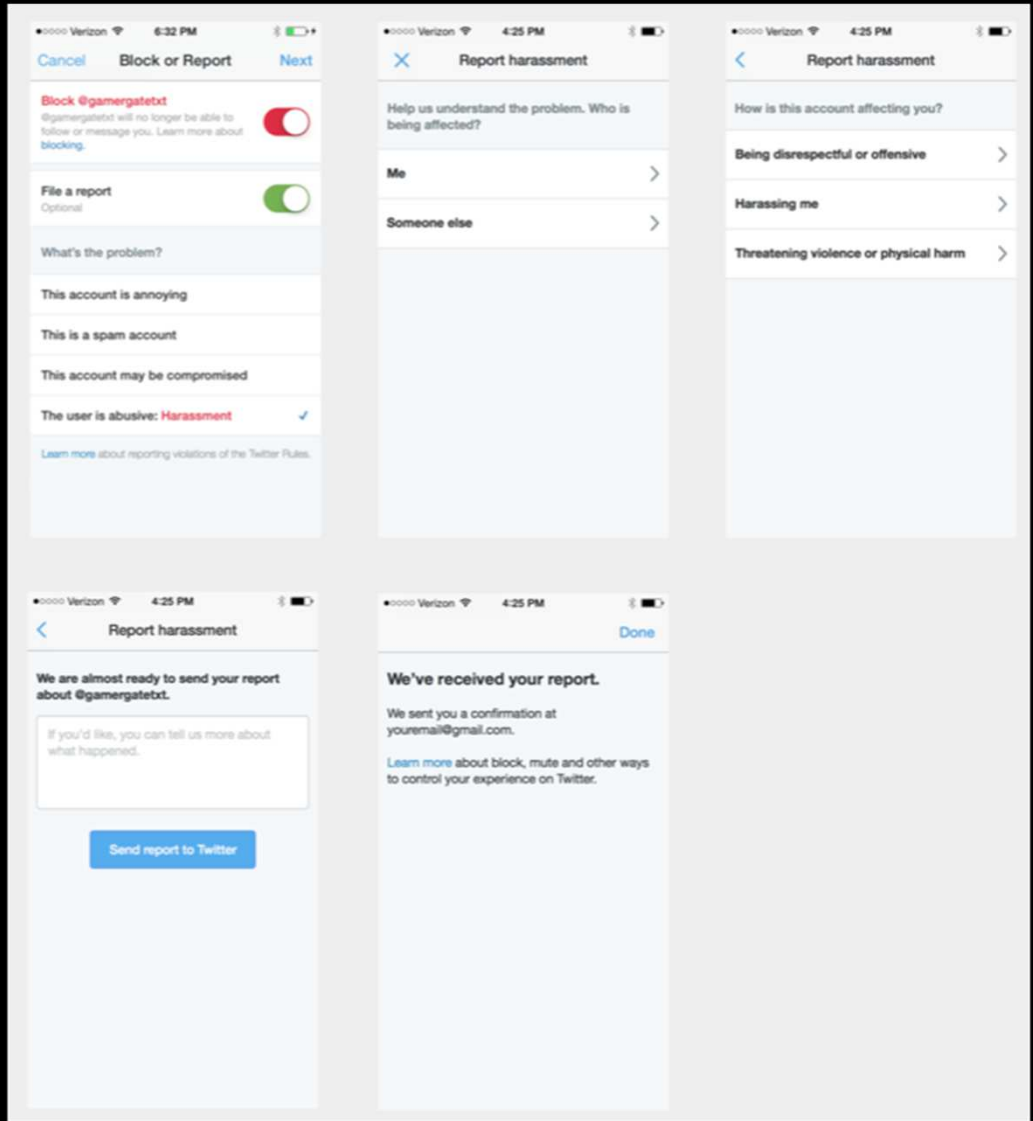 Verizon 6:32 PM
Cancel Block or Report Next
Block @gamergatetxt
@gamergatetxt will no longer be able to
follow or message you. Learn more about
blocking.
File a report
Optional
What's the problem?
This account is annoying
This is a spam account
This account may be compromised
The user is abusive: Harassment
Learn more about reporting violations of the Twitter Rules.
Verizon 4:25 PM
Report harassment
Help us understand the problem. Who is
being affected?
Me
Someone else
Verizon 4:25 PM
Report harassment
How is this account affecting you?
Being disrespectful or offensive
Harassing me
Threatening violence or physical harm
Verizon 4:25 PM
Report harassment
We are almost ready to send your report
about @gamergatetxt.
If you'd like, you can tell us more about
what happened.
Send report to Twitter
Verizon 4:25 PM
Done
We've received your report.
We sent you a confirmation at
youremail@gmail.com.
Learn more about block, mute and other ways
to control your experience on Twitter.